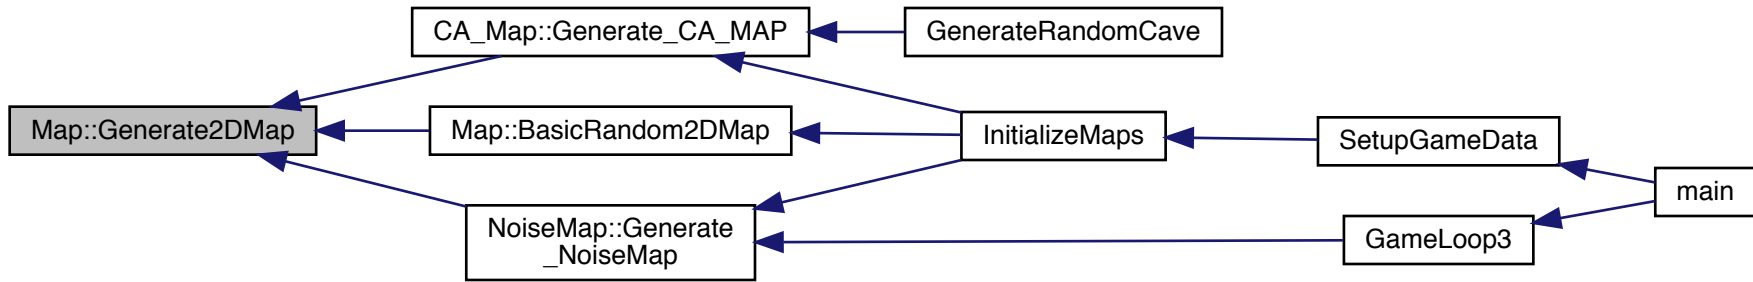 CA_Map::Generate_CA_MAP
GenerateRandomCave
Map::Generate2DMap
Map::BasicRandom2DMap
InitializeMaps
SetupGameData
main
NoiseMap::Generate
_NoiseMap
GameLoop3